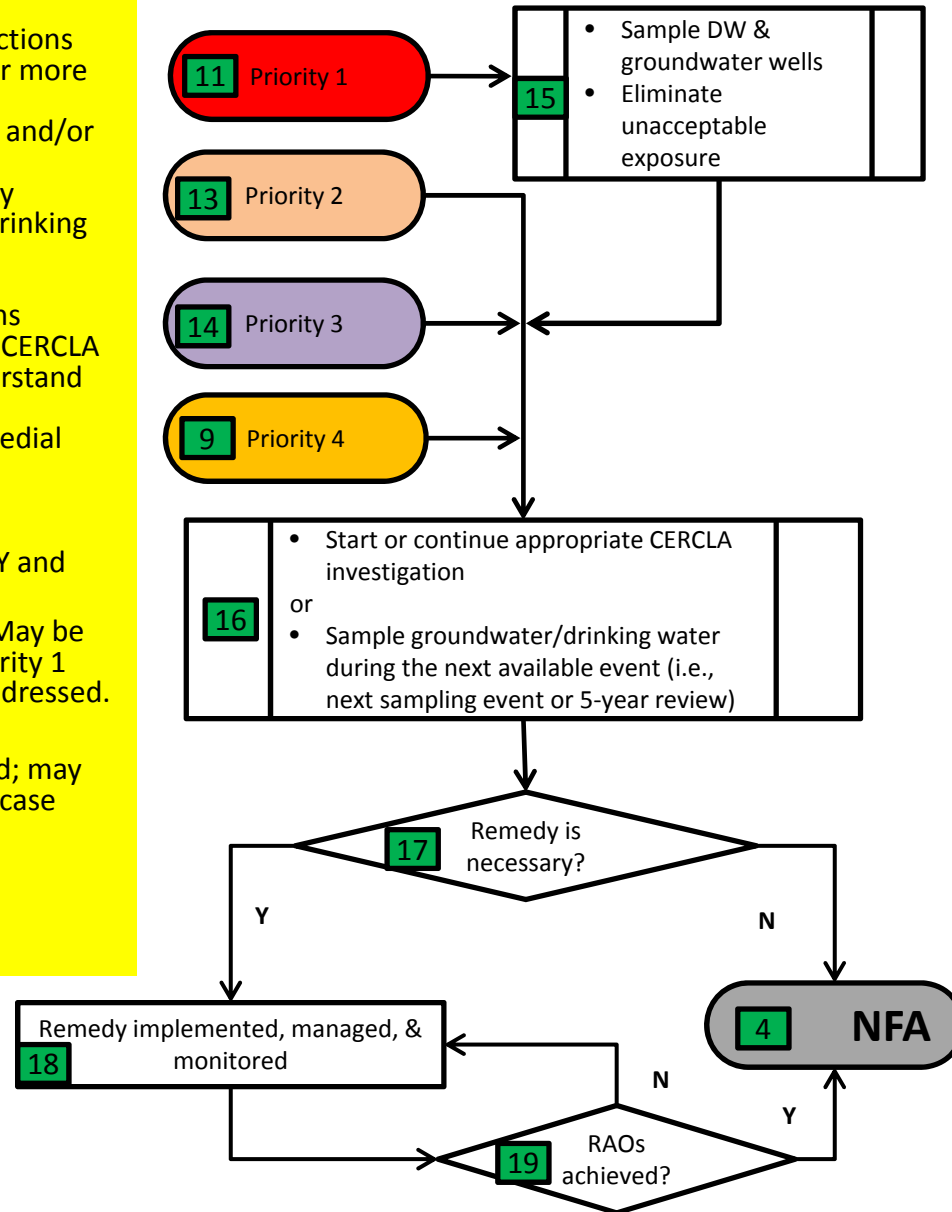 ctions
r more
and/or
y
rinking
ns
CERCLA
rstand
edial
Y and
May be
rity 1
dressed.
d; may
case
11 Priority 1
• Sample DW &
groundwater wells
15
• Eliminate
unacceptable
exposure
13 Priority 2
14 Priority 3
9 Priority 4
16
• Start or continue appropriate CERCLA
investigation
or
• Sample groundwater/drinking water
during the next available event (i.e.,
next sampling event or 5-year review)
17
Remedy is
necessary?
Y
N
Remedy implemented, managed, &
monitored
18
4 NFA
N
Y
19
RAOs
achieved?